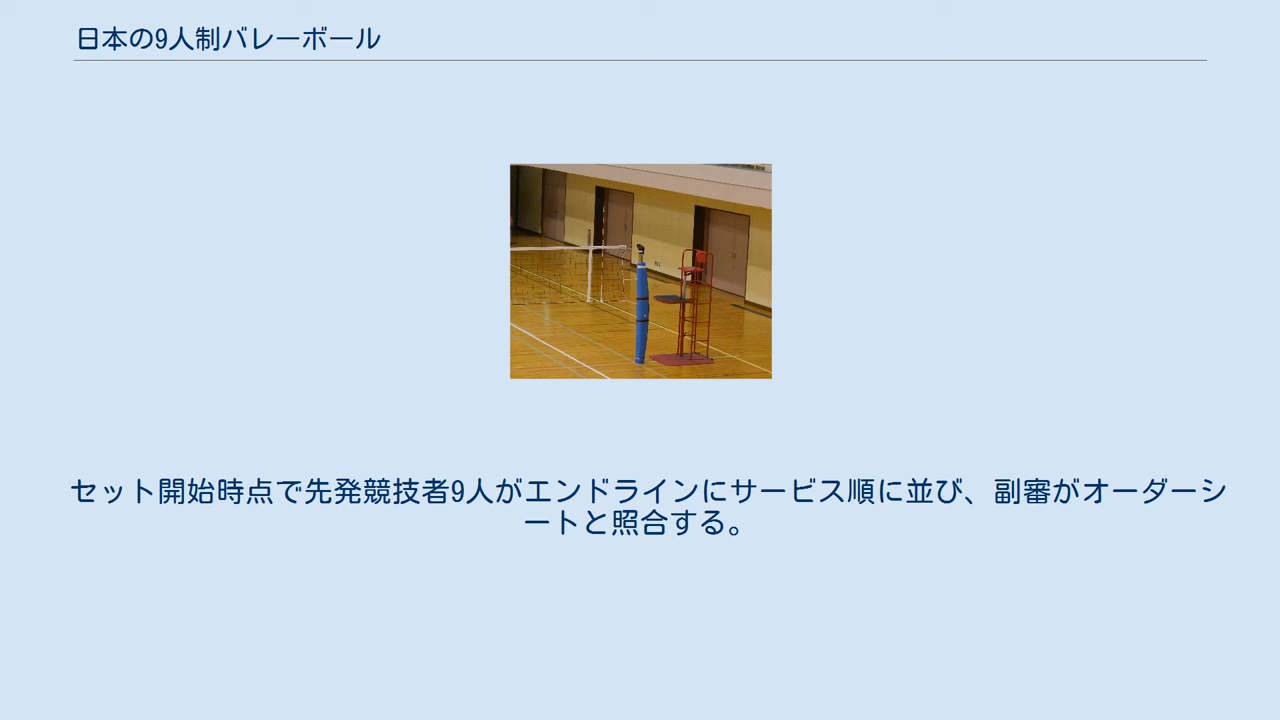 日本の9人制バレーボール
セット開始時点で先発競技者9人がエンドラインにサービス順に並び、副審がオーダーシ
ートと照合する。